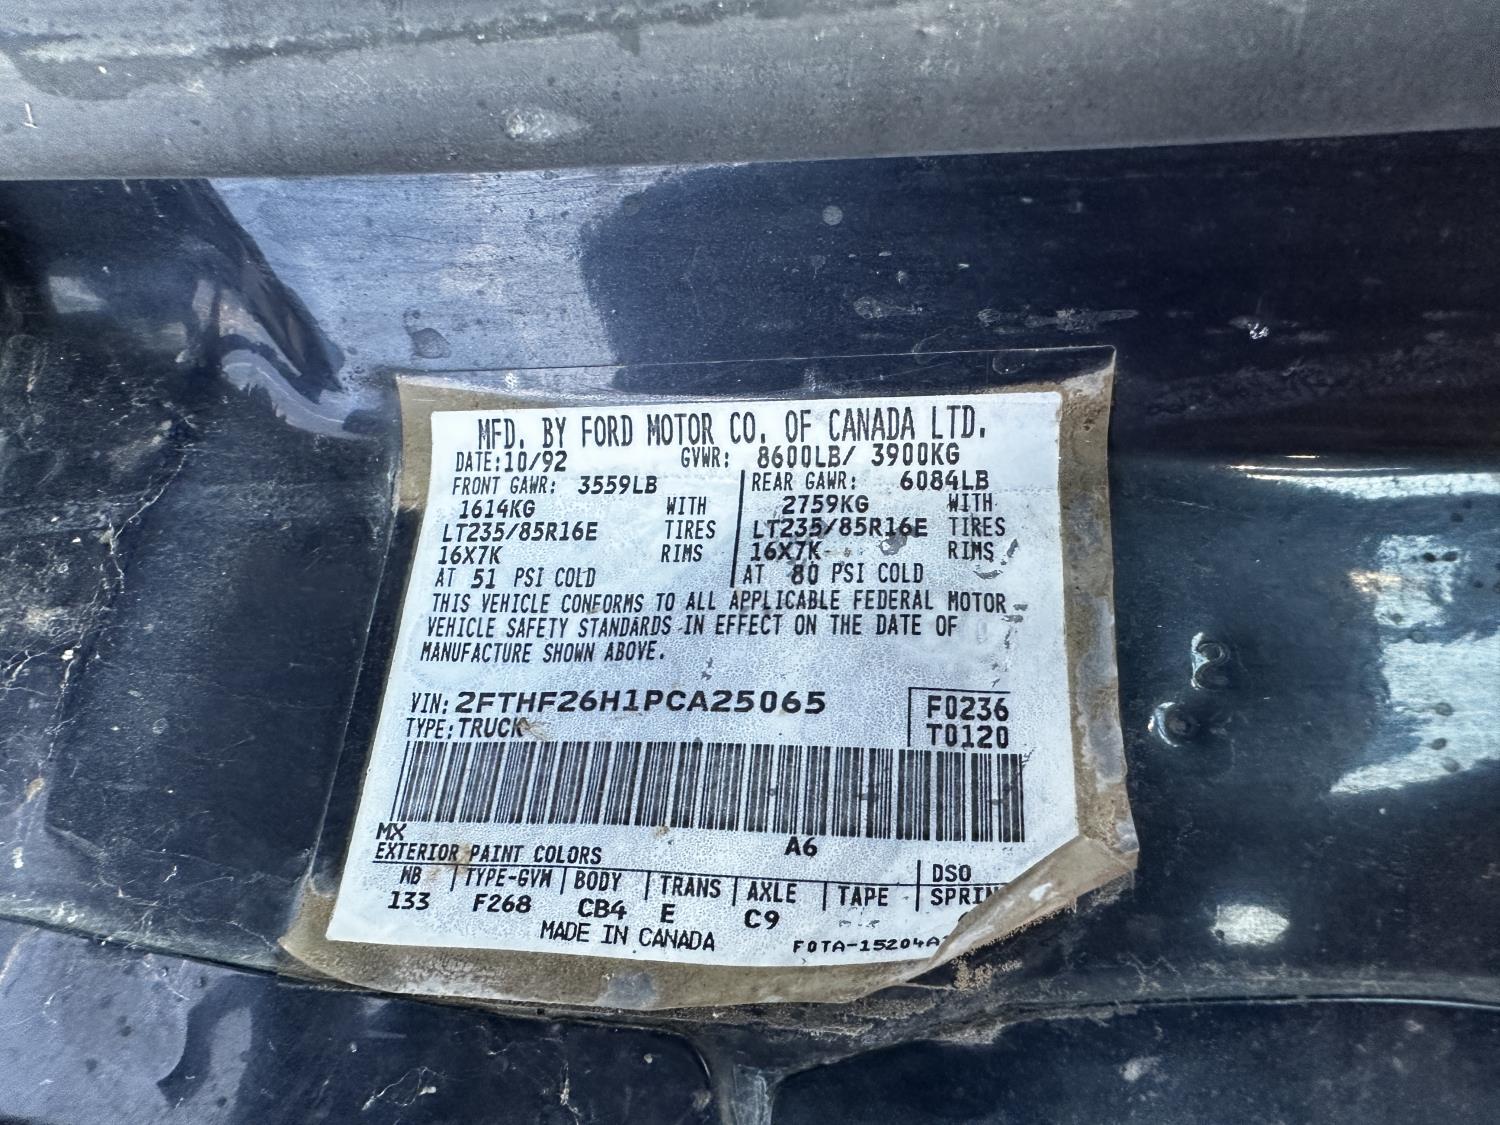 MFD. BY FORD MOTOR CO. OF CANADA LTD.
DATE: 10/92 GVWR: 8600LB/ 3900KG
FRONT GAWR: 3559LB REAR GAWR: 6084LB
1614KG WITH 2759KG WITH
LT235/85R16E TIRES LT235/85R16E TIRES
16X7K RIMS 16X7K RIMS
AT 51 PSI COLD AT 80 PSI COLD
THIS VEHICLE CONFORMS TO ALL APPLICABLE FEDERAL MOTOR
VEHICLE SAFETY STANDARDS IN EFFECT ON THE DATE OF
MANUFACTURE SHOWN ABOVE.
VIN: 2FTHF26H1PCA25065 F0236
TYPE: TRUCK T0120
MX A6
EXTERIOR PAINT COLORS DSO
WB TYPE-GVW BODY TRANS AXLE TAPE
133 F268 CB4 E C9
MADE IN CANADA